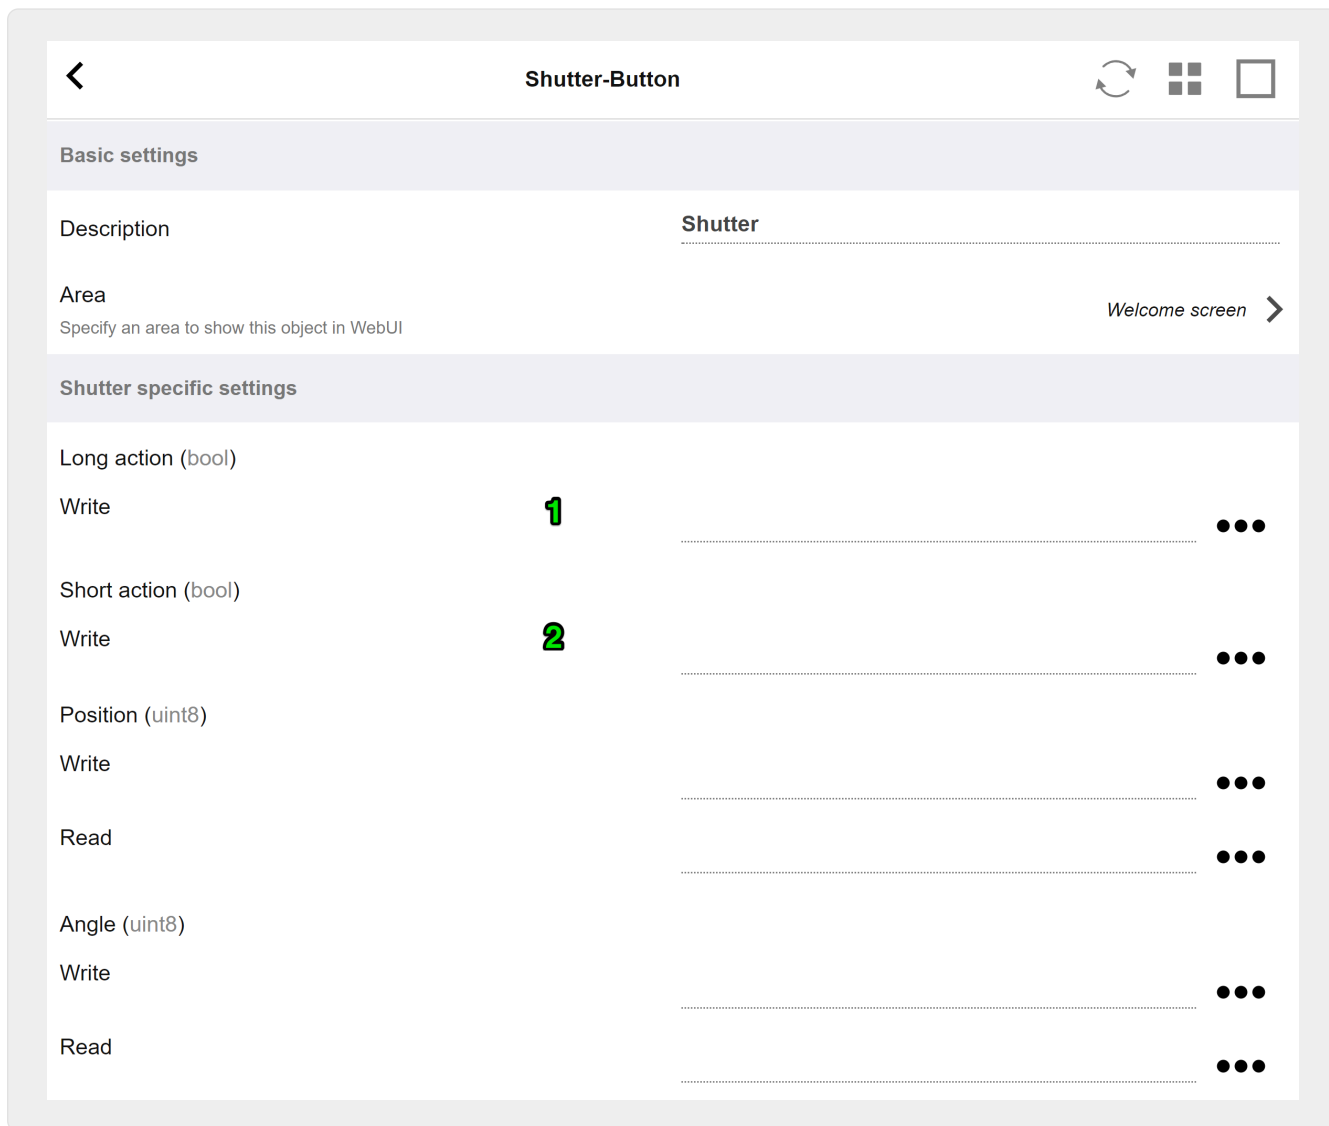 Shutter-Button
Basic settings
Description
Shutter
Area
Specify an area to show this object in WebUI
Welcome screen
Shutter specific settings
Long action (bool)
Write
1
Short action (bool)
Write
2
Position (uint8)
Write
Read
Angle (uint8)
Write
Read